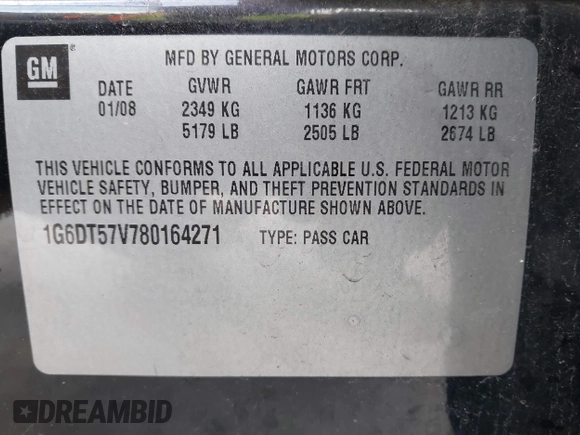 GM ®
MFD BY GENERAL MOTORS CORP.
DATE GVWR GAWR FRT GAWR RR
01/08 2349 KG 1136 KG 1213 KG
5179 LB 2505 LB 2674 LB
THIS VEHICLE CONFORMS TO ALL APPLICABLE U.S. FEDERAL MOTOR
VEHICLE SAFETY, BUMPER, AND THEFT PREVENTION STANDARDS IN
EFFECT ON THE DATE OF MANUFACTURE SHOWN ABOVE.
1G6DT57V780164271 TYPE: PASS CAR
DREAMBID